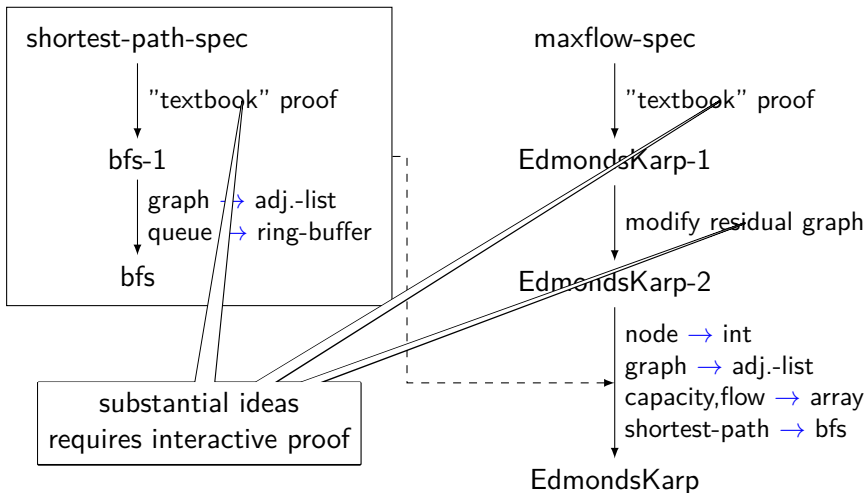 shortest-path-spec
"textbook" proof
bfs-1
graph → adj.-list
queue → ring-buffer
bfs
maxflow-spec
"textbook" proof
EdmondsKarp-1
modify residual graph
EdmondsKarp-2
node → int
graph → adj.-list
capacity,flow → array
shortest-path → bfs
EdmondsKarp
substantial ideas
requires interactive proof